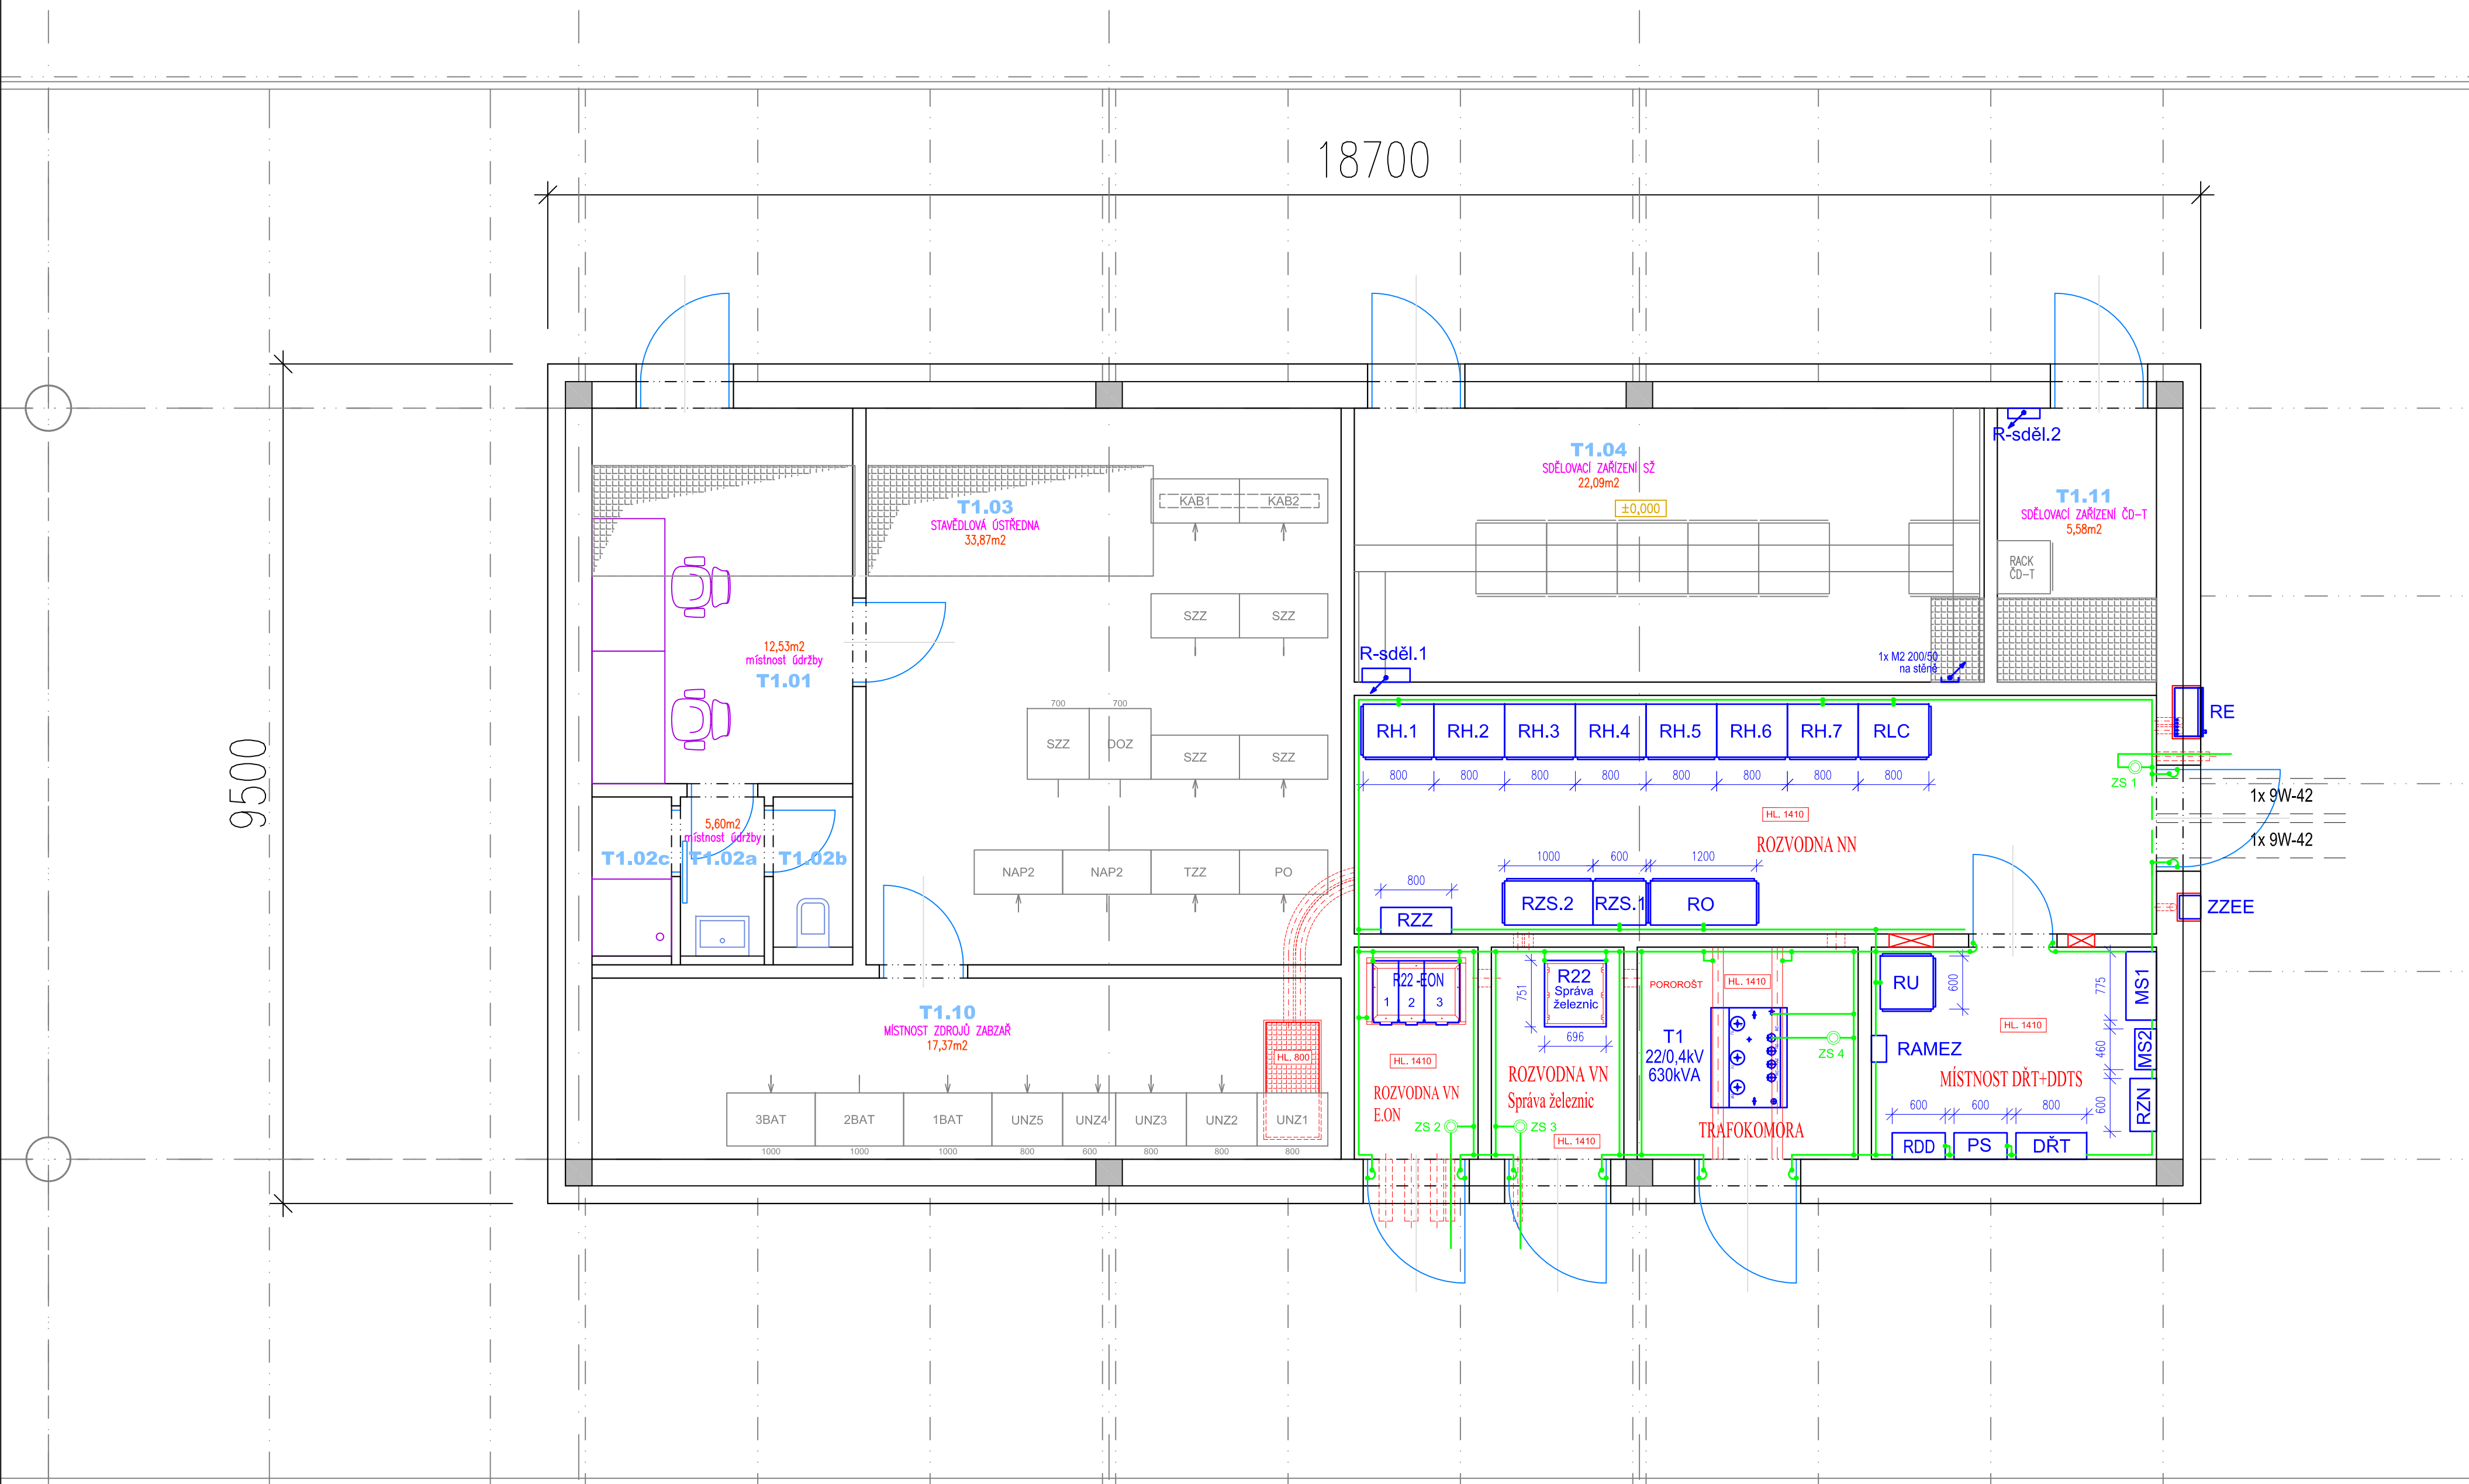 18700
9500
R-sděl.2
T1.04
SDĚLOVACÍ ZAŘÍZENÍ SŽ
22,09m2
±0,000
T1.11
SDĚLOVACÍ ZAŘÍZENÍ ČD-T
5,58m2
RACK
ČD-T
T1.03
STAVĚDLOVÁ ÚSTŘEDNA
33,87m2
KAB1
KAB2
SZZ
SZZ
12,53m2
místnost údržby
T1.01
R-sděl.1
1x M2 200/50
na stěně
700
700
SZZ
DOZ
SZZ
SZZ
RH.1
RH.2
RH.3
RH.4
RH.5
RH.6
RH.7
RLC
RE
800
800
800
800
800
800
800
800
ZS 1
1x 9W-42
1x 9W-42
HL. 1410
ROZVODNA NN
5,60m2
místnost údržby
T1.02c
T1.02a
T1.02b
NAP2
NAP2
TZZ
PO
800
1000
600
1200
RZZ
RZS.2
RZS.1
RO
ZZEE
T1.10
MÍSTNOST ZDROJŮ ZABZAŘ
17,37m2
HL. 800
R22 -EON
1
2
3
HL. 1410
ROZVODNA VN
E.ON
ZS 2
751
R22
Správa
železnic
696
ROZVODNA VN
Správa železnic
ZS 3
HL. 1410
POROROŠT
HL. 1410
T1
22/0,4kV
630kVA
ZS 4
TRAFOKOMORA
RU
600
HL. 1410
RAMEZ
MÍSTNOST DŘT+DDTS
775
MS1
460
MS2
600
RZN
600
600
800
RDD
PS
DŘT
3BAT
2BAT
1BAT
UNZ5
UNZ4
UNZ3
UNZ2
UNZ1
1000
1000
1000
800
600
800
800
800